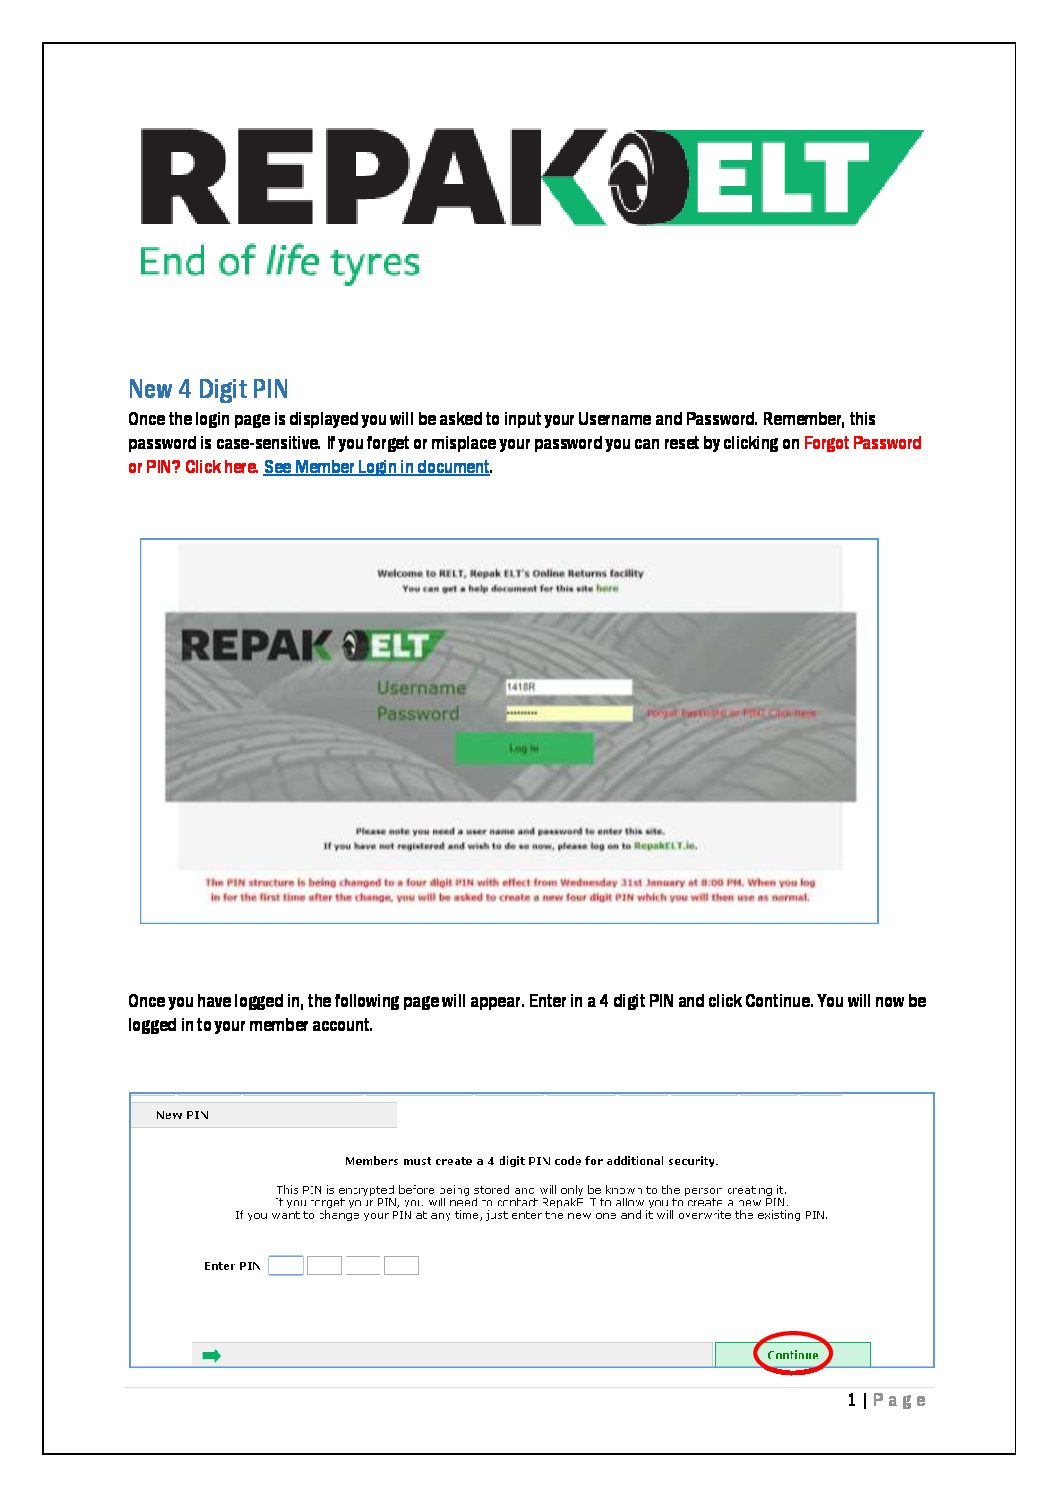 REPAK ELT
End of life tyres
New 4 Digit PIN
Once the login page is displayed you will be asked to input your Username and Password. Remember, this
password is case-sensitive. If you forget or misplace your password you can reset by clicking on Forgot Password
or PIN? Click here. See Member Login in document.
Welcome to RELT, Repak ELT's Online Returns facility
You can get a help document for this site here
REPAK ELT
Username 1418R
Password ••••••••• Forgot Password or PIN? Click Here
Log In
Please note you need a user name and password to enter this site.
If you have not registered and wish to do so now, please log on to RepakELT.ie.
The PIN structure is being changed to a four digit PIN with effect from Wednesday 31st January at 8:00 PM. When you log
in for the first time after the change, you will be asked to create a new four digit PIN which you will then use as normal.
Once you have logged in, the following page will appear. Enter in a 4 digit PIN and click Continue. You will now be
logged in to your member account.
New PIN
Members must create a 4 digit PIN code for additional security.
This PIN is encrypted before being stored and will only be known to the person creating it.
If you forget your PIN, you will need to contact RepakELT to allow you to create a new PIN.
If you want to change your PIN at any time, just enter the new one and it will overwrite the existing PIN.
Enter PIN
Continue
1 | Page